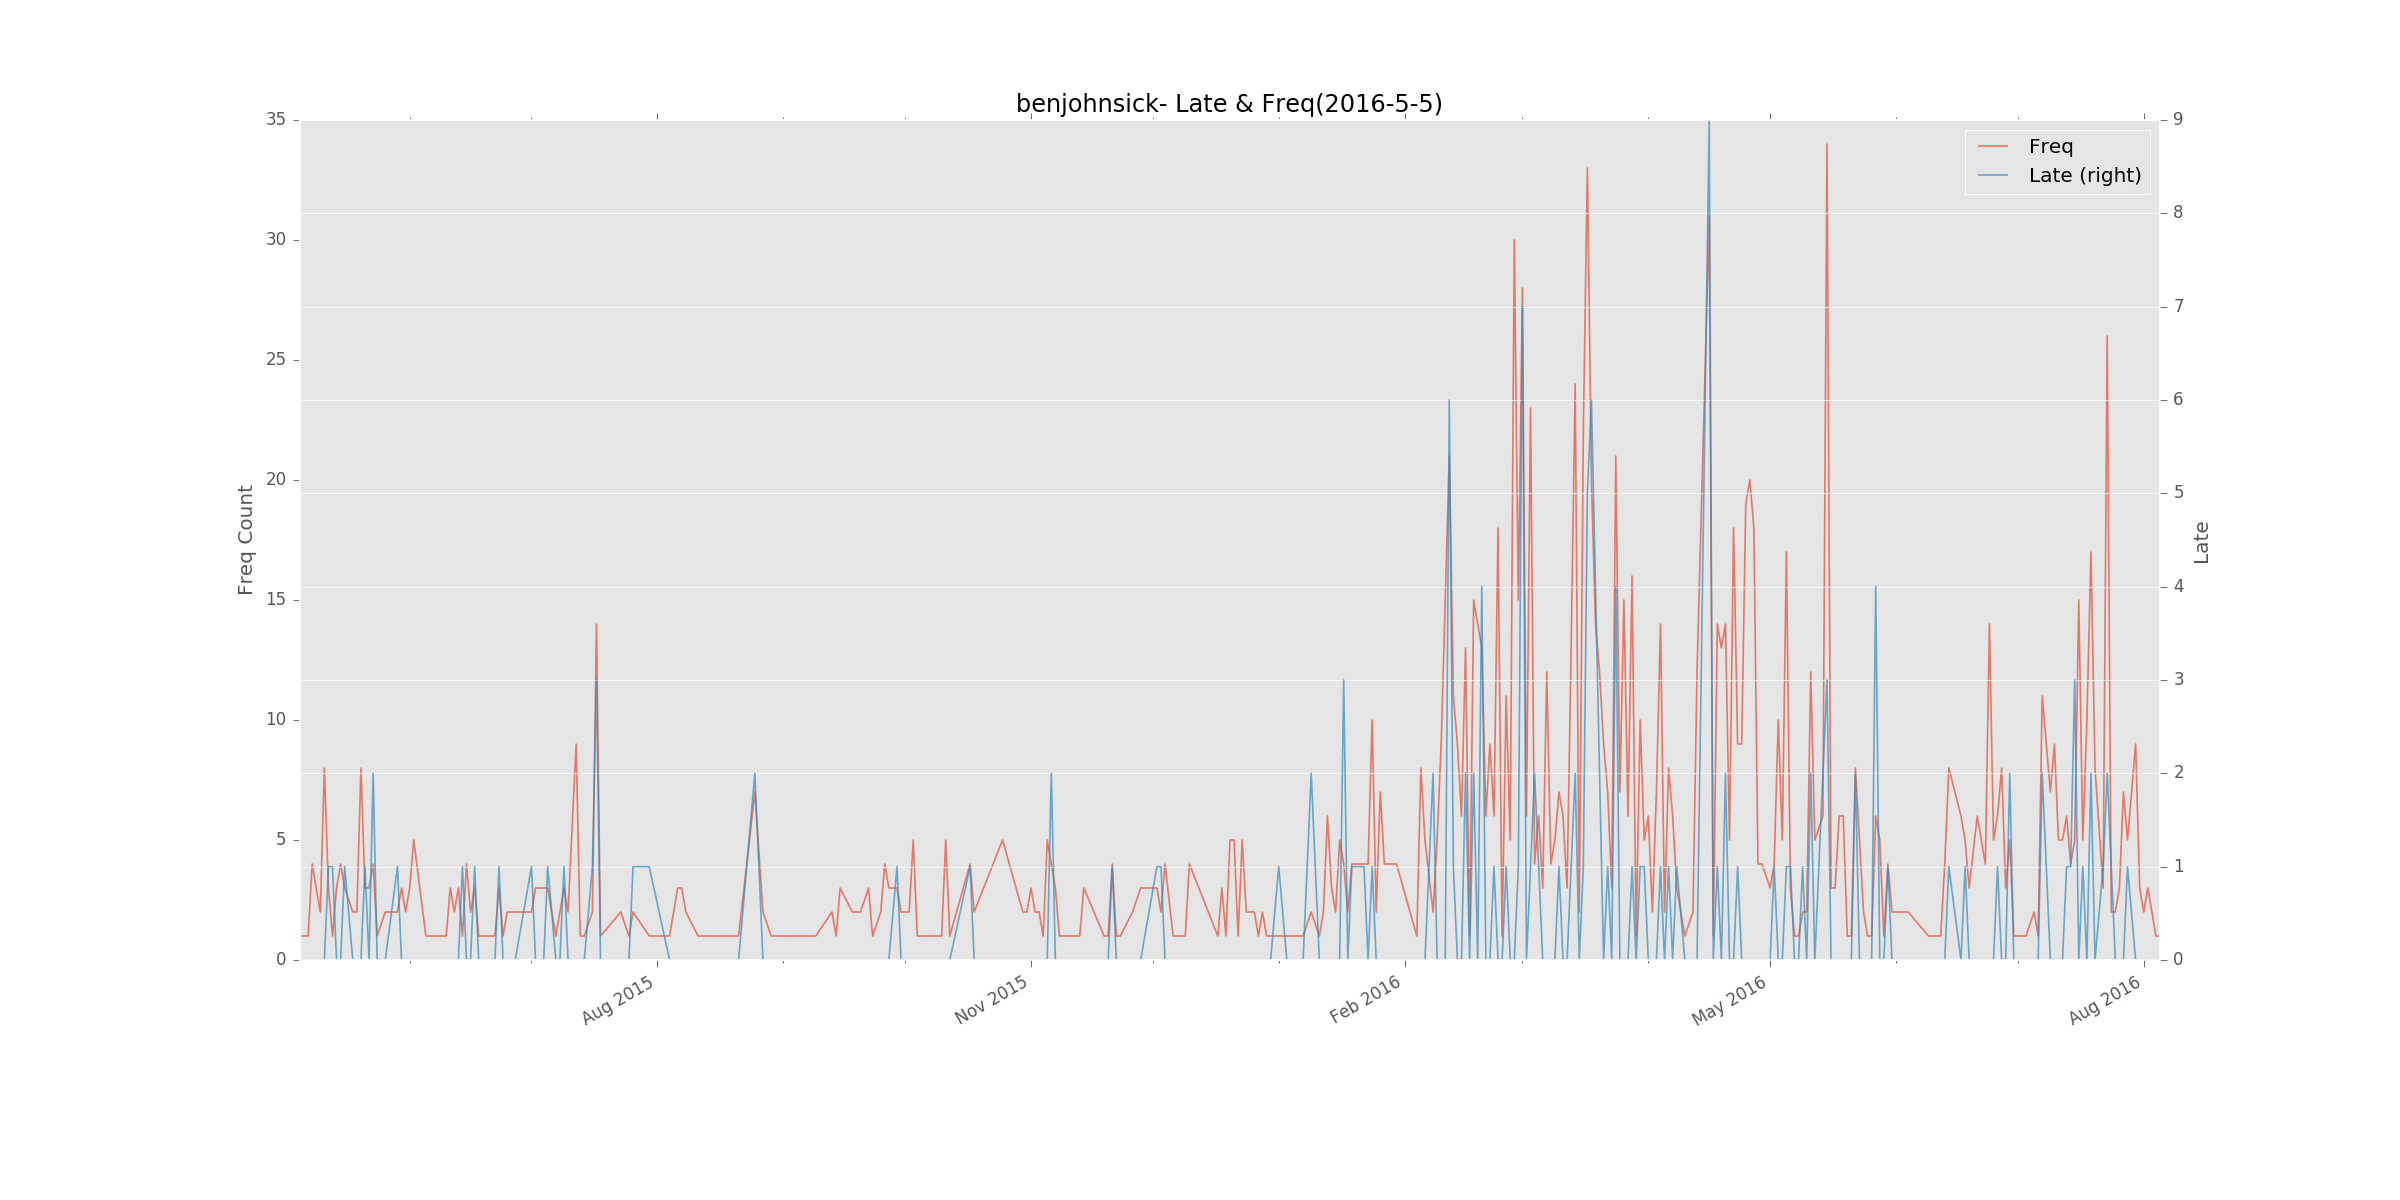 benjohnsick- Late & Freq(2016-5-5)
Freq
Late (right)
Freq Count
35
30
25
20
15
10
5
0
9
8
7
6
5
4
3
2
1
0
Late
Aug 2015
Nov 2015
Feb 2016
May 2016
Aug 2016